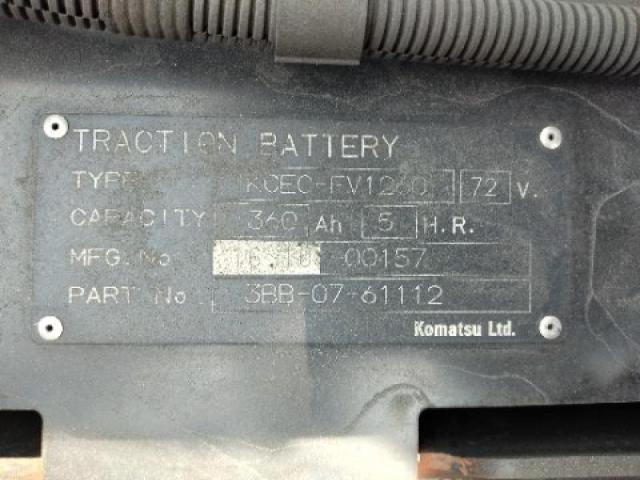 TRACTION BATTERY
TYPE KCEC-FV1260 72 V.
CAPACITY 360 Ah 5 H.R.
MFG. No 00157
PART No 3BB-07-61112
Komatsu Ltd.